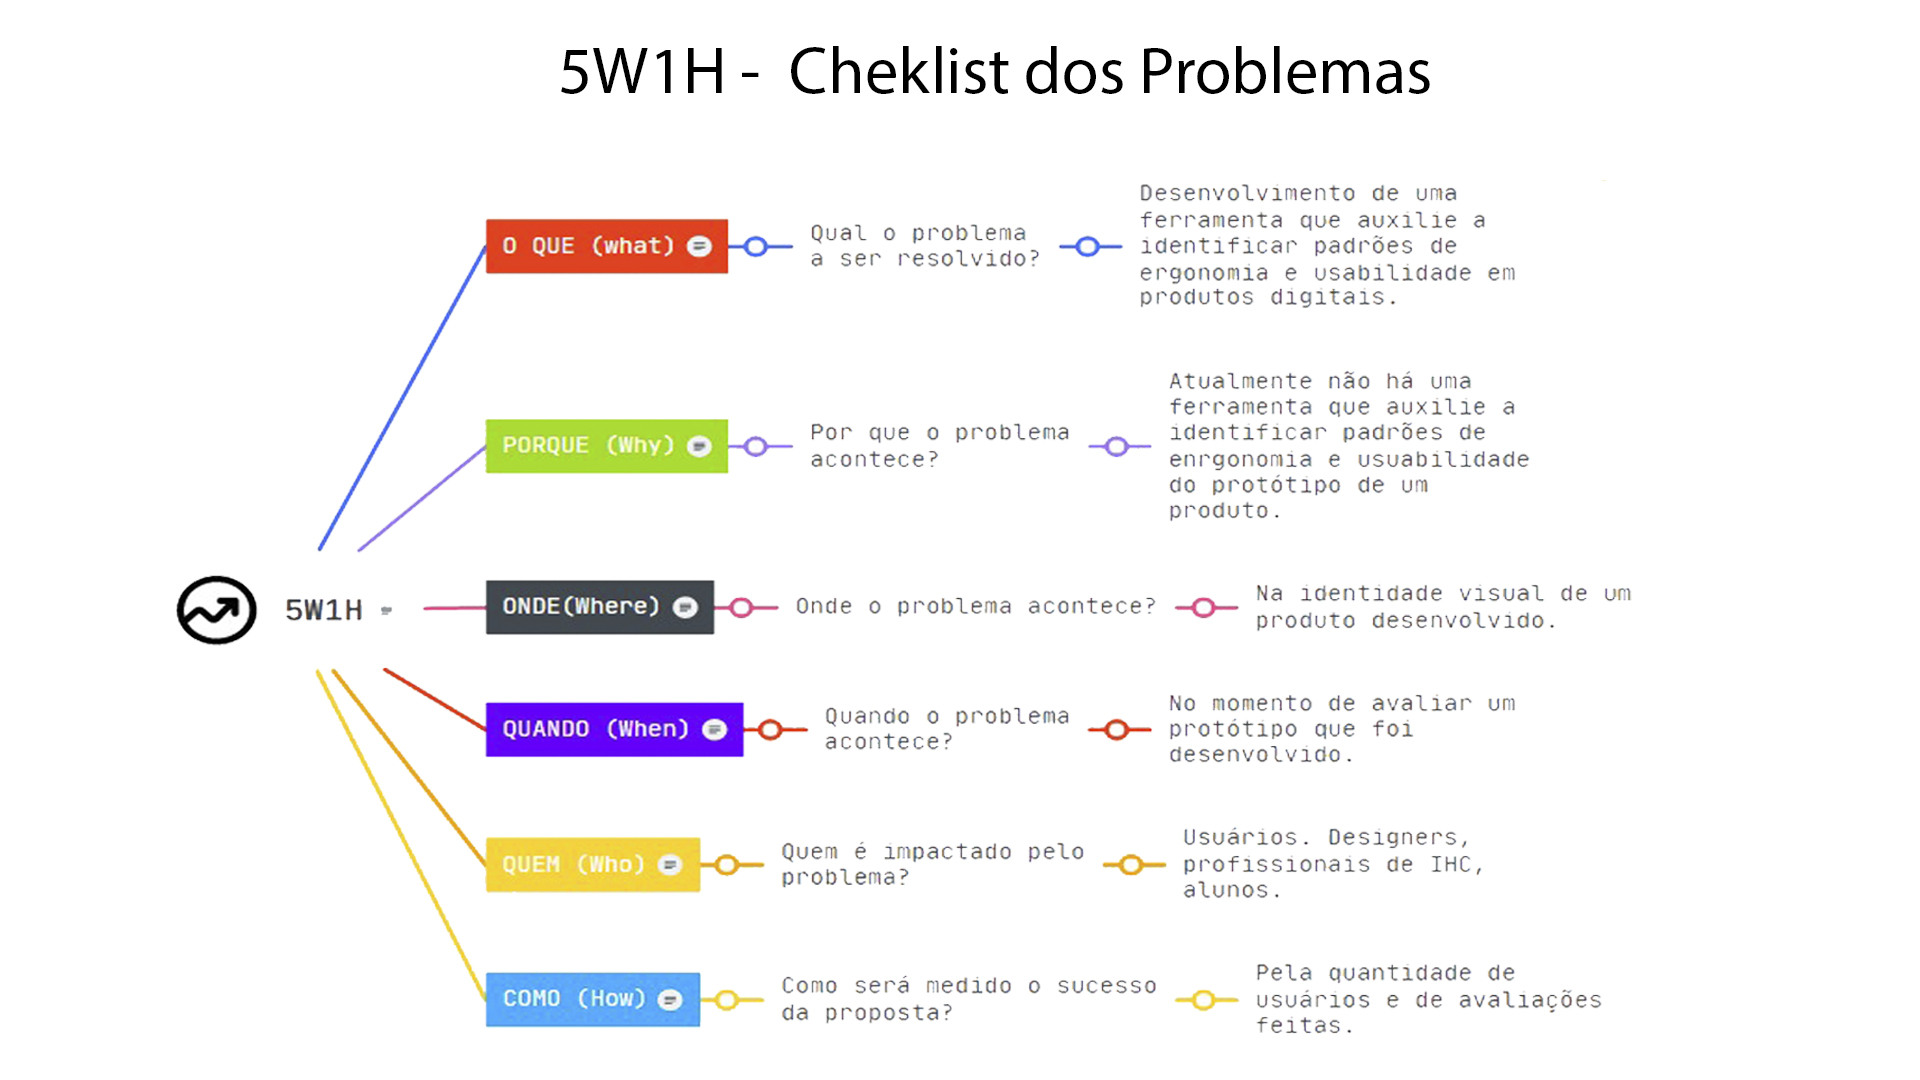 5W1H - Cheklist dos Problemas
O QUE (what)
Qual o problema
a ser resolvido?
Desenvolvimento de uma
ferramenta que auxilie a
identificar padrões de
ergonomia e usabilidade em
produtos digitais.
PORQUE (Why)
Por que o problema
acontece?
Atualmente não há uma
ferramenta que auxilie a
identificar padrões de
enrgonomia e usuabilidade
do protótipo de um
produto.
5W1H
ONDE(Where)
Onde o problema acontece?
Na identidade visual de um
produto desenvolvido.
QUANDO (When)
Quando o problema
acontece?
No momento de avaliar um
protótipo que foi
desenvolvido.
QUEM (Who)
Quem é impactado pelo
problema?
Usuários. Designers,
profissionais de IHC,
alunos.
COMO (How)
Como será medido o sucesso
da proposta?
Pela quantidade de
usuários e de avaliações
feitas.